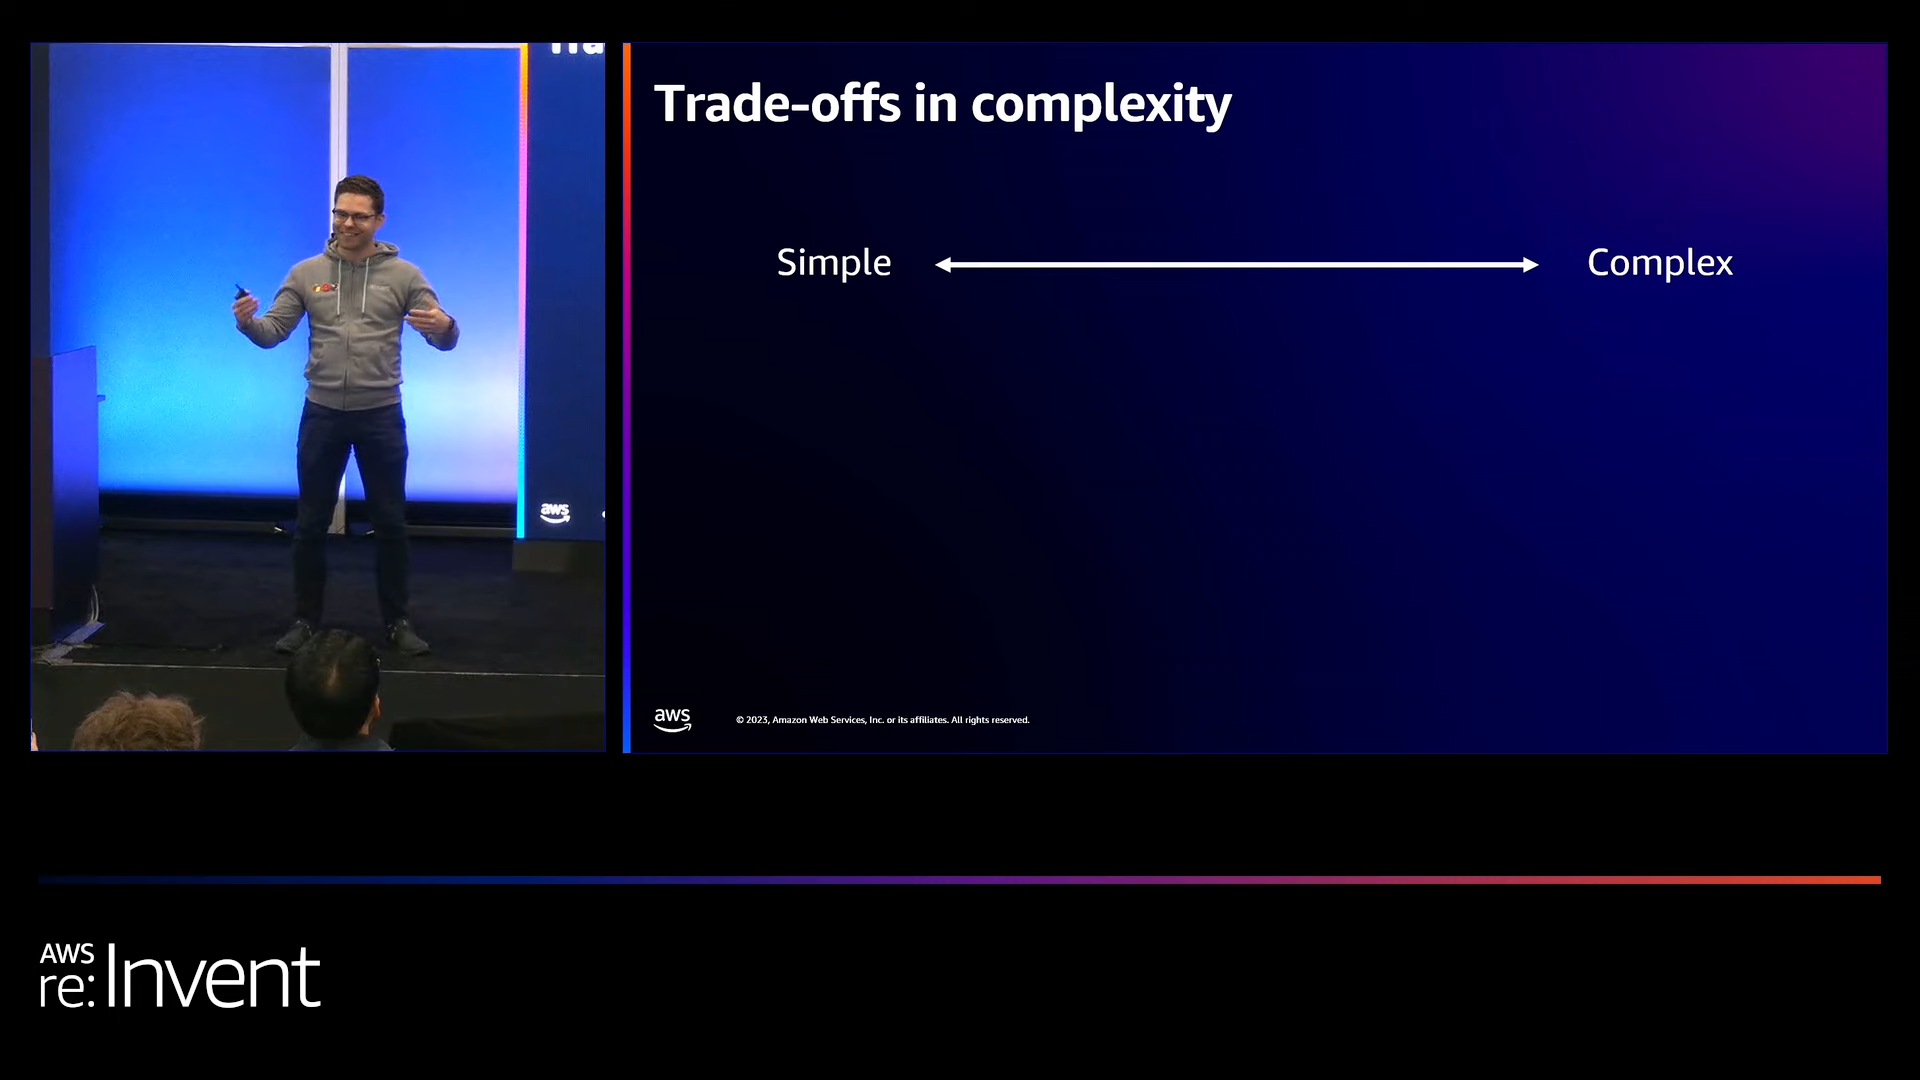 Trade-offs in complexity
Simple
Complex
aws
aws
© 2023, Amazon Web Services, Inc. or its affiliates. All rights reserved.
AWS
re:Invent